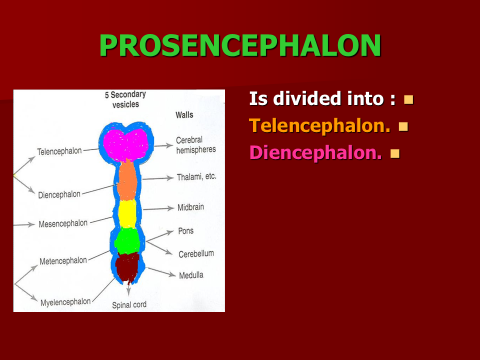 PROSENCEPHALON
Is divided into :
Telencephalon.
Diencephalon.
5 Secondary
vesicles
Walls
Telencephalon
Cerebral
hemispheres
Diencephalon
Thalami, etc.
Mesencephalon
Midbrain
Pons
Metencephalon
Cerebellum
Medulla
Myelencephalon
Spinal cord